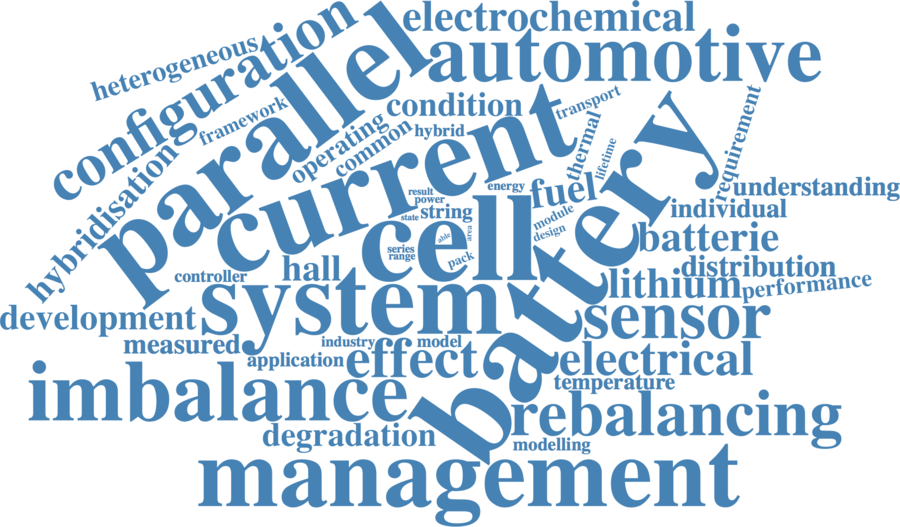 electrochemical
automotive
heterogeneous
configuration
parallel
framework
operating
condition
common
hybrid
transport
current
thermal
lifetime
requirement
battery
hybridisation
understanding
individual
batterie
distribution
lithium
performance
energy
fuel
result
power
state
string
module
design
cell
able
area
series
range
pack
controller
hall
system
development
measured
sensor
industry
model
application
effect
electrical
temperature
imbalance
rebalancing
degradation
modelling
management